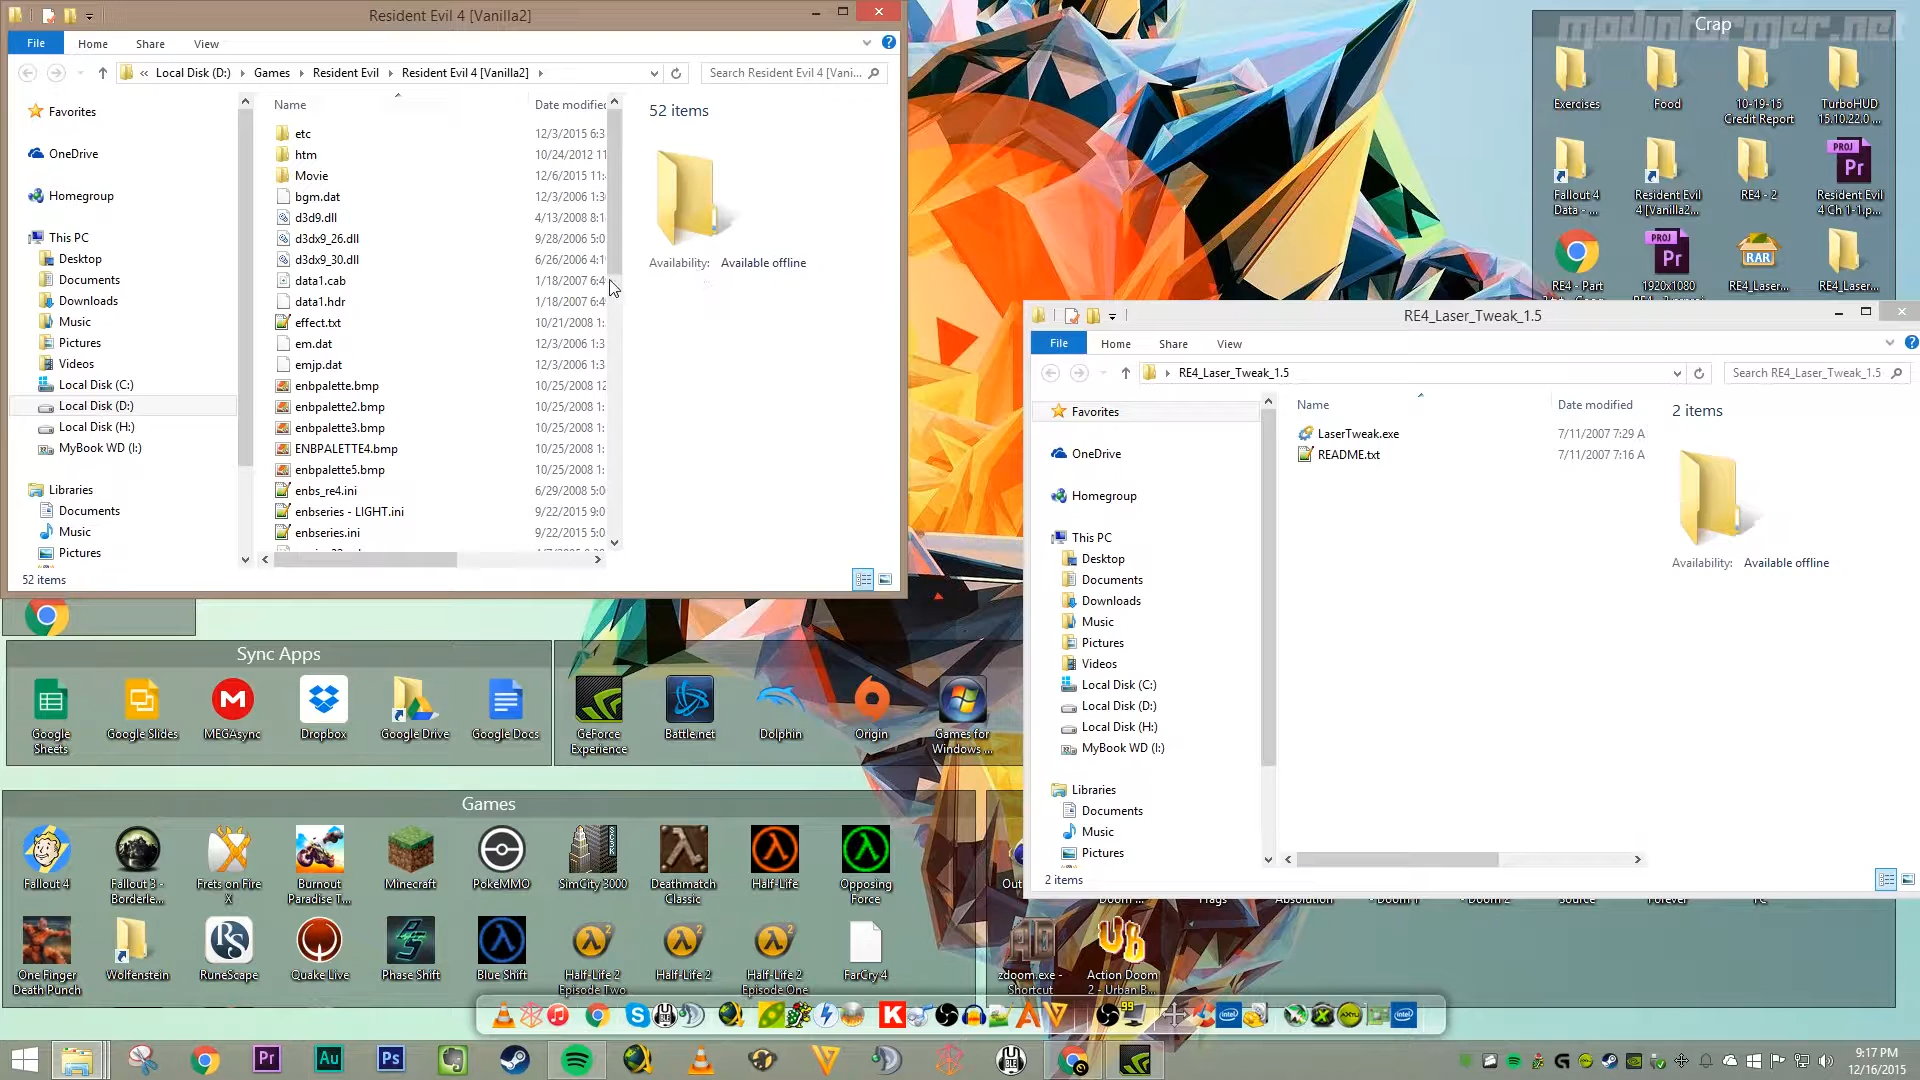 Resident Evil 4 [Vanilla2]
File
Home
Share
View
« Local Disk (D:)
Games
Resident Evil
Resident Evil 4 [Vanilla2]
Search Resident Evil 4 [Vani...
Favorites
OneDrive
Homegroup
This PC
Desktop
Documents
Downloads
Music
Pictures
Videos
Local Disk (C:)
Local Disk (D:)
Local Disk (H:)
MyBook WD (I:)
Libraries
Documents
Music
Pictures
Name
Date modified
etc 12/3/2015 6:3
htm 10/24/2012 11
Movie 12/6/2015 11:
bgm.dat 12/3/2006 1:3
d3d9.dll 4/13/2008 8:1
d3dx9_26.dll 9/28/2006 5:0
d3dx9_30.dll 6/26/2006 4:1
data1.cab 1/18/2007 6:4
data1.hdr 1/18/2007 6:4
effect.txt 10/21/2008 1:
em.dat 12/3/2006 1:3
emjp.dat 12/3/2006 1:3
enbpalette.bmp 10/25/2008 12
enbpalette2.bmp 10/25/2008 1:
enbpalette3.bmp 10/25/2008 1:
ENBPALETTE4.bmp 10/25/2008 1:
enbpalette5.bmp 10/25/2008 1:
enbs_re4.ini 6/29/2008 5:0
enbseries - LIGHT.ini 9/22/2015 9:0
enbseries.ini 9/22/2015 5:0
52 items
Availability: Available offline
52 items
modinformer.net
Crap
Exercises
Food
10-19-15
Credit Report
TurboHUD
15.10.22.0 ...
Fallout 4
Data - ...
Resident Evil
4 [Vanilla2...
RE4 - 2
PROJ
Pr
Resident Evil
4 Ch 1-1.p...
RE4 - Part
PROJ
Pr
1920x1080
RAR
RE4_Laser...
RE4_Laser...
RE4_Laser_Tweak_1.5
File
Home
Share
View
RE4_Laser_Tweak_1.5
Search RE4_Laser_Tweak_1.5
Favorites
OneDrive
Homegroup
This PC
Desktop
Documents
Downloads
Music
Pictures
Videos
Local Disk (C:)
Local Disk (D:)
Local Disk (H:)
MyBook WD (I:)
Libraries
Documents
Music
Pictures
Name
Date modified
LaserTweak.exe 7/11/2007 7:29 A
README.txt 7/11/2007 7:16 A
2 items
Availability: Available offline
2 items
Sync Apps
Google
Sheets
Google Slides
MEGAsync
Dropbox
Google Drive
Google Docs
GeForce
Experience
Battle.net
Dolphin
Origin
Games for
Windows ...
Games
Fallout 4
Fallout 3 -
Borderle...
Frets on Fire
X
Burnout
Paradise T...
Minecraft
PokeMMO
SimCity 3000
Deathmatch
Classic
Half-Life
Opposing
Force
One Finger
Death Punch
Wolfenstein
RuneScape
Quake Live
Phase Shift
Blue Shift
Half-Life 2
Episode Two
Half-Life 2
Half-Life 2
Episode One
FarCry 4
zdoom.exe -
Shortcut
Action Doom
2 - Urban B...
9:17 PM
12/16/2015